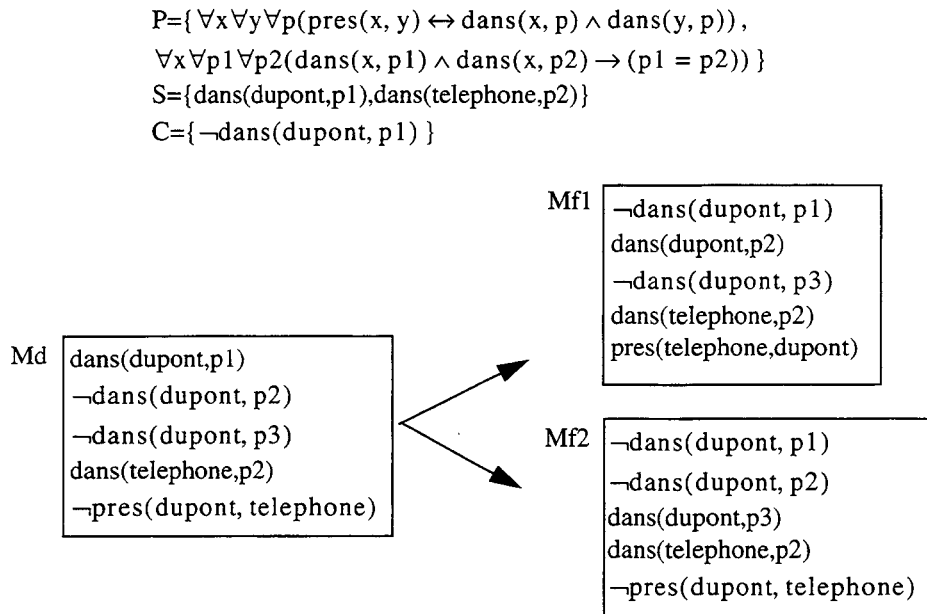 P={∀x∀y∀p(pres(x, y) ↔ dans(x, p) ∧ dans(y, p)) ,
∀x∀p1∀p2(dans(x, p1) ∧ dans(x, p2) → (p1 = p2)) }
S={dans(dupont,p1),dans(telephone,p2)}
C={¬dans(dupont, p1) }
Mf1
¬dans(dupont, p1)
dans(dupont,p2)
¬dans(dupont, p3)
dans(telephone,p2)
pres(telephone,dupont)
Md
dans(dupont,p1)
¬dans(dupont, p2)
¬dans(dupont, p3)
dans(telephone,p2)
¬pres(dupont, telephone)
Mf2
¬dans(dupont, p1)
¬dans(dupont, p2)
dans(dupont,p3)
dans(telephone,p2)
¬pres(dupont, telephone)